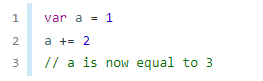 1 var a = 1
2 a += 2
3 // a is now equal to 3